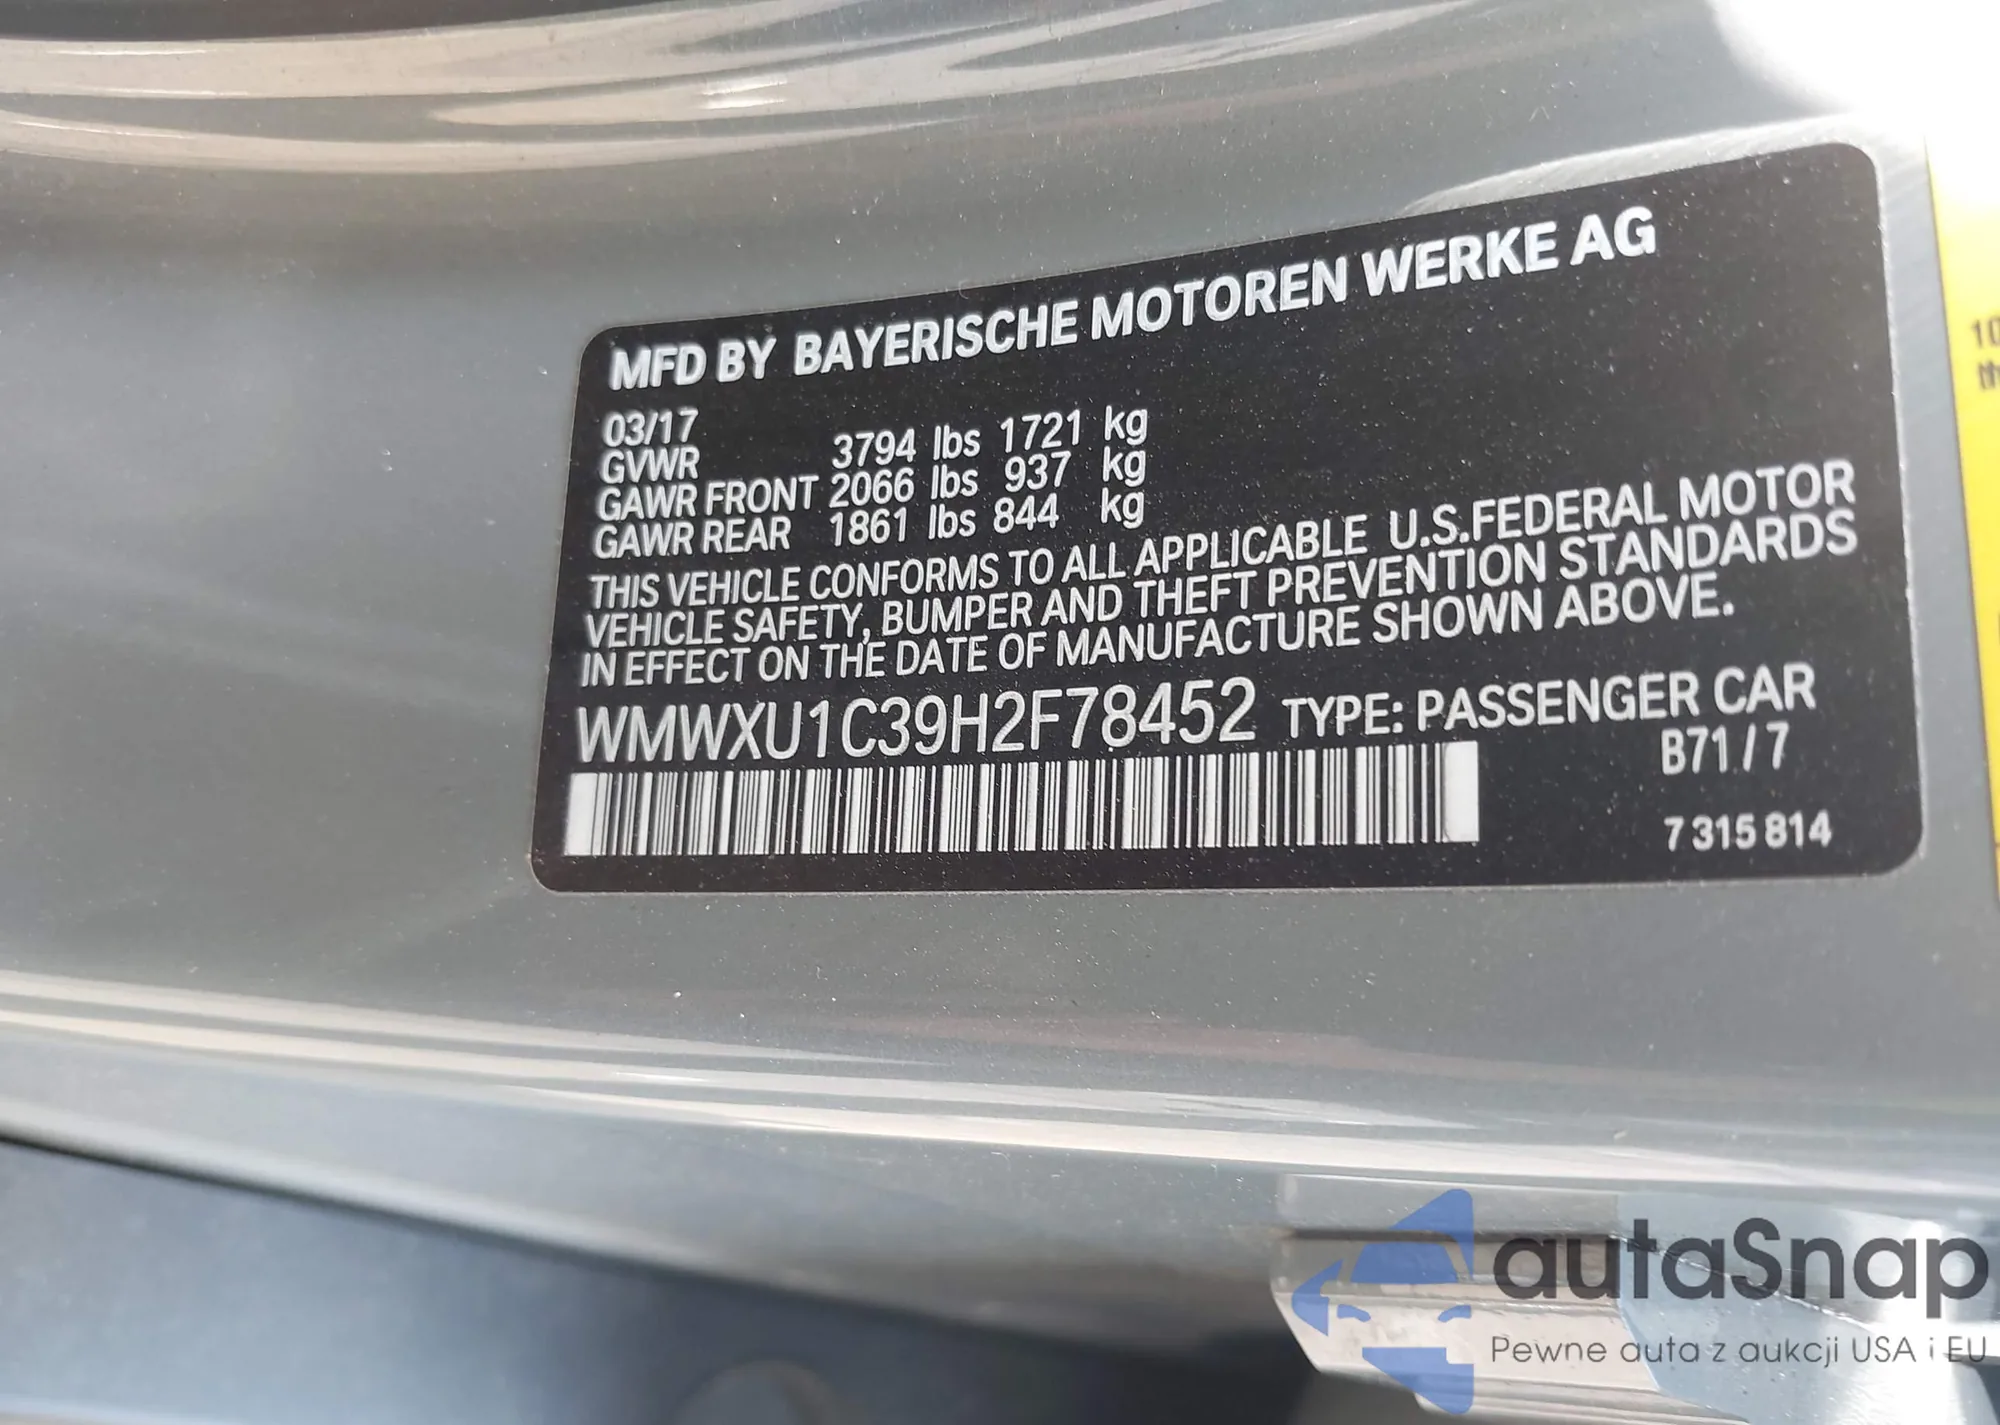 MFD BY BAYERISCHE MOTOREN WERKE AG
03/17
GVWR 3794 lbs 1721 kg
GAWR FRONT 2066 lbs 937 kg
GAWR REAR 1861 lbs 844 kg
THIS VEHICLE CONFORMS TO ALL APPLICABLE U.S.FEDERAL MOTOR
VEHICLE SAFETY, BUMPER AND THEFT PREVENTION STANDARDS
IN EFFECT ON THE DATE OF MANUFACTURE SHOWN ABOVE.
WMWXU1C39H2F78452 TYPE: PASSENGER CAR
B71/7
7 315 814
10
th
autaSnap
Pewne auta z aukcji USA i EU